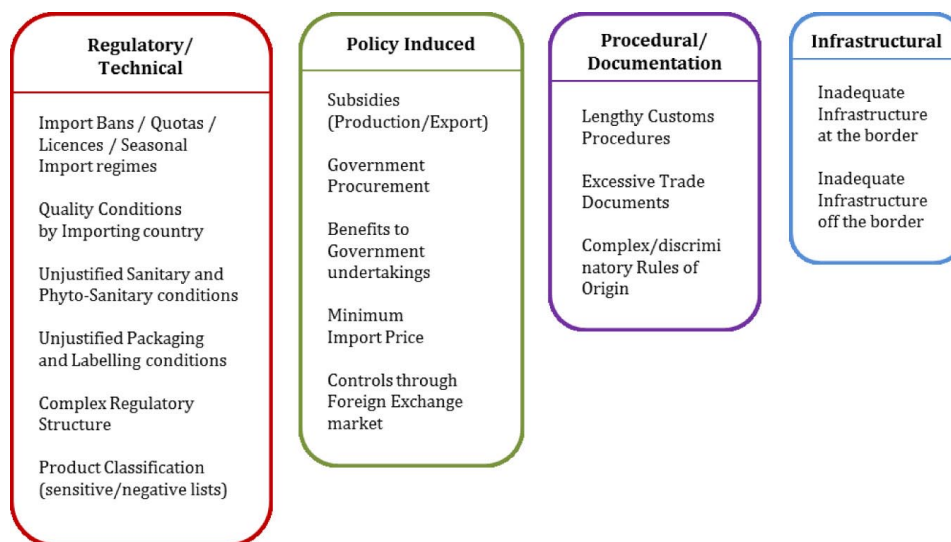 Regulatory/
Technical
Import Bans / Quotas /
Licences / Seasonal
Import regimes
Quality Conditions
by Importing country
Unjustified Sanitary and
Phyto-Sanitary conditions
Unjustified Packaging
and Labelling conditions
Complex Regulatory
Structure
Product Classification
(sensitive/negative lists)
Policy Induced
Subsidies
(Production/Export)
Government
Procurement
Benefits to
Government
undertakings
Minimum
Import Price
Controls through
Foreign Exchange
market
Procedural/
Documentation
Lengthy Customs
Procedures
Excessive Trade
Documents
Complex/discrimi
natory Rules of
Origin
Infrastructural
Inadequate
Infrastructure
at the border
Inadequate
Infrastructure
off the border